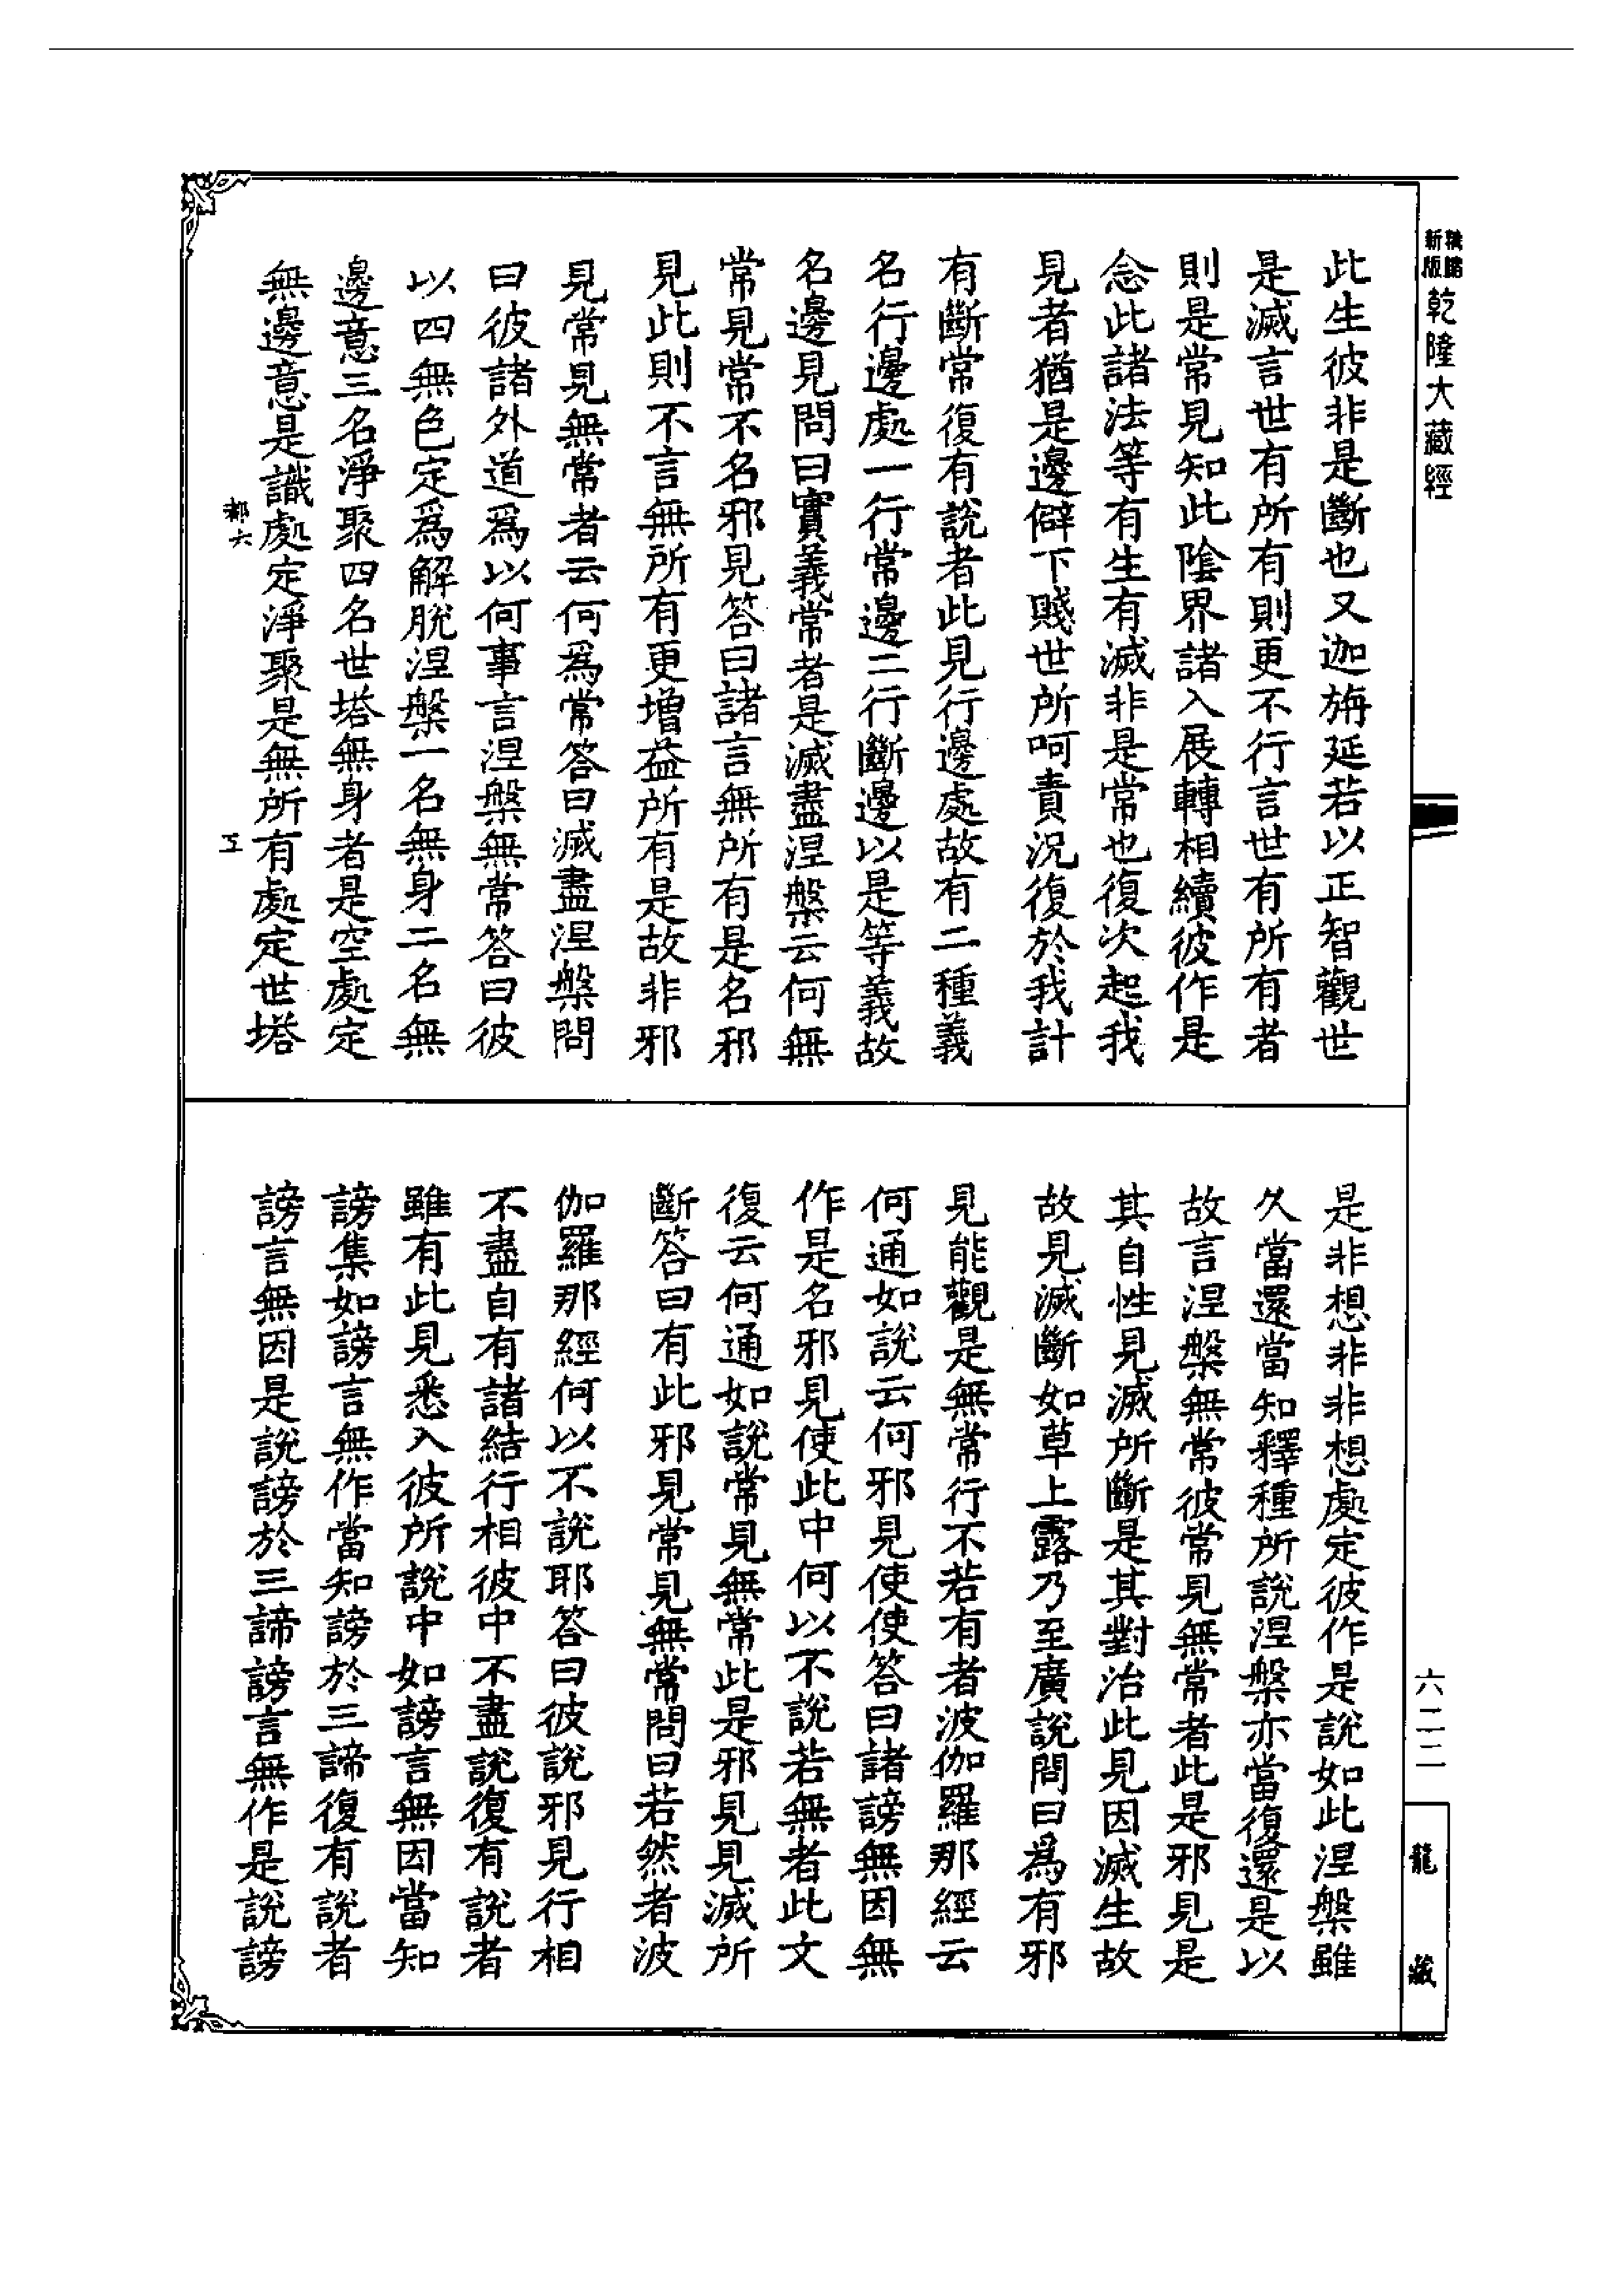 新版
乾隆大藏經
此生彼非是斷也又迦旃延若以正智觀世
是滅言世有所有則更不行言世有所有者
則是常見知此陰界諸入展轉相續彼作是
念此諸法等有生有滅非是常也復次起我
見者猶是邊僻下賤世所呵責況復於我計
有斷常復有說者此見行邊處故有二種義
名行邊處一行常邊二行斷邊以是等義故
名邊見問曰實義常者是滅盡涅槃云何無
常見常不名邪見答曰諸言無所有是名邪
見此則不言無所有更增益所有是故非邪
見常見無常者云何為常答曰滅盡涅槃問
曰彼諸外道為以何事言涅槃無常答曰彼
以四無色定為解脫涅槃一名無身二名無
邊意三名淨聚四名世塔無身者是空處定
無邊意是識處定淨聚是無所有處定世塔
是非想非非想處定彼作是說如此涅槃雖
久當還當知釋種所說涅槃亦當復還是以
故言涅槃無常彼常見無常者此是邪見是
其自性見滅所斷是其對治此見因滅生故
故見滅斷如草上露乃至廣說問曰為有邪
見能觀是無常行不若有者波伽羅那經云
何通如說云何邪見使使答曰諸謗無因無
作是名邪見使此中何以不說若無者此文
復云何通如說常見無常此是邪見見滅所
斷答曰有此邪見常見無常問曰若然者波
伽羅那經何以不說耶答曰彼說邪見行相
不盡自有諸結行相彼中不盡說復有說者
雖有此見悉入彼所說中如謗言無因當知
謗集如謗言無作當知謗於三諦復有說者
謗言無因是說謗於三諦謗言無作是說謗
六二二
龍藏